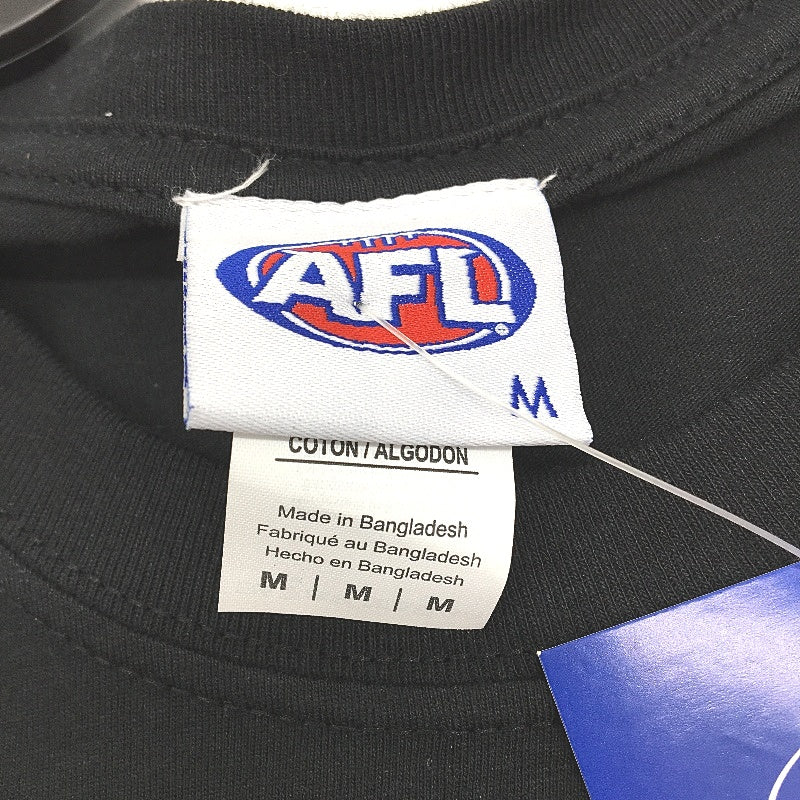 AFL
M
COTON / ALGODON
Made in Bangladesh
Fabriqué au Bangladesh
Hecho en Bangladesh
M | M | M